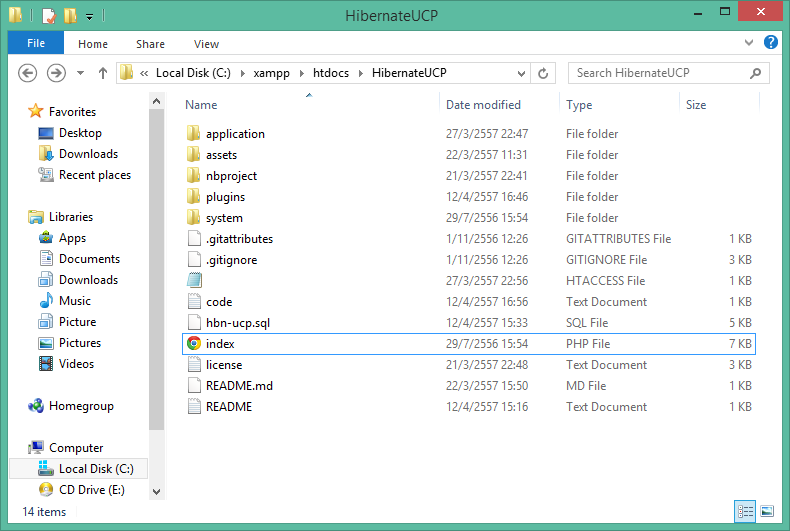 HibernateUCP
File Home Share View
« Local Disk (C:) xampp htdocs HibernateUCP Search HibernateUCP
Name Date modified Type Size
Favorites
Desktop
Downloads
Recent places
Libraries
Apps
Documents
Downloads
Music
Picture
Pictures
Videos
Homegroup
Computer
Local Disk (C:)
CD Drive (E:)
application 27/3/2557 22:47 File folder
assets 22/3/2557 11:31 File folder
nbproject 21/3/2557 22:41 File folder
plugins 12/4/2557 16:46 File folder
system 29/7/2556 15:54 File folder
.gitattributes 1/11/2556 12:26 GITATTRIBUTES File 1 KB
.gitignore 1/11/2556 12:26 GITIGNORE File 3 KB
27/3/2557 22:56 HTACCESS File 1 KB
code 12/4/2557 16:56 Text Document 1 KB
hbn-ucp.sql 12/4/2557 15:33 SQL File 5 KB
index 29/7/2556 15:54 PHP File 7 KB
license 21/3/2557 22:48 Text Document 3 KB
README.md 22/3/2557 15:50 MD File 1 KB
README 12/4/2557 15:16 Text Document 1 KB
14 items